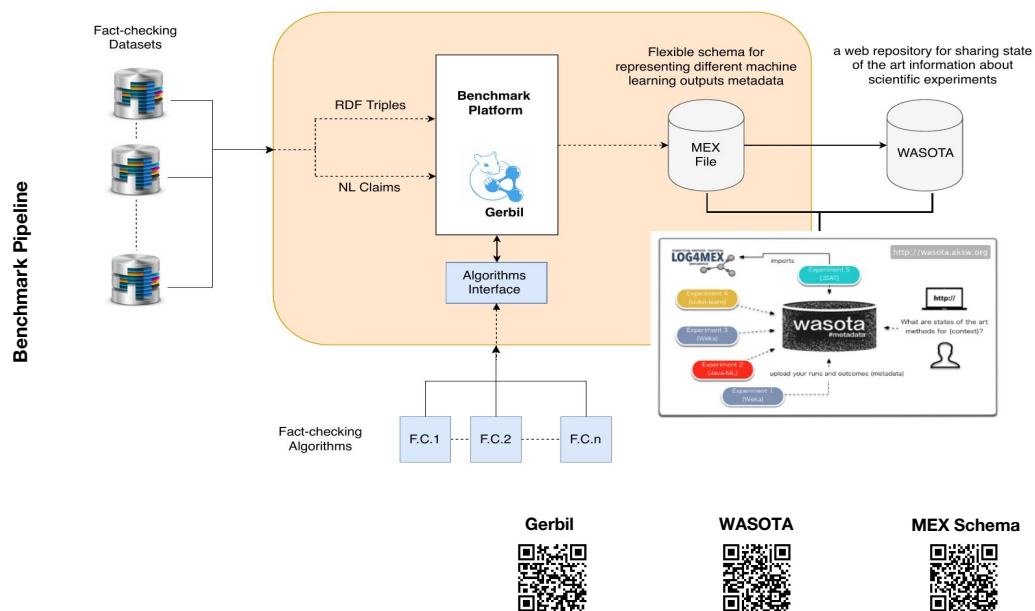 Fact-checking
Datasets
Benchmark Pipeline
RDF Triples
NL Claims
Benchmark
Platform
Gerbil
Algorithms
Interface
Flexible schema for
representing different machine
learning outputs metadata
MEX
File
a web repository for sharing state
of the art information about
scientific experiments
WASOTA
LOG4MEX
{metadata}
imports
http://wasota.aksw.org
Experiment 5
(JSAT)
Experiment 4
(scikit-learn)
Experiment 3
(Weka)
Experiment 2
(Java-ML)
Experiment 1
(Weka)
wasota
#metadata
http://
What are states of the art
methods for {context}?
upload your runs and outcomes (metadata)
Fact-checking
Algorithms
F.C.1
F.C.2
F.C.n
Gerbil
WASOTA
MEX Schema